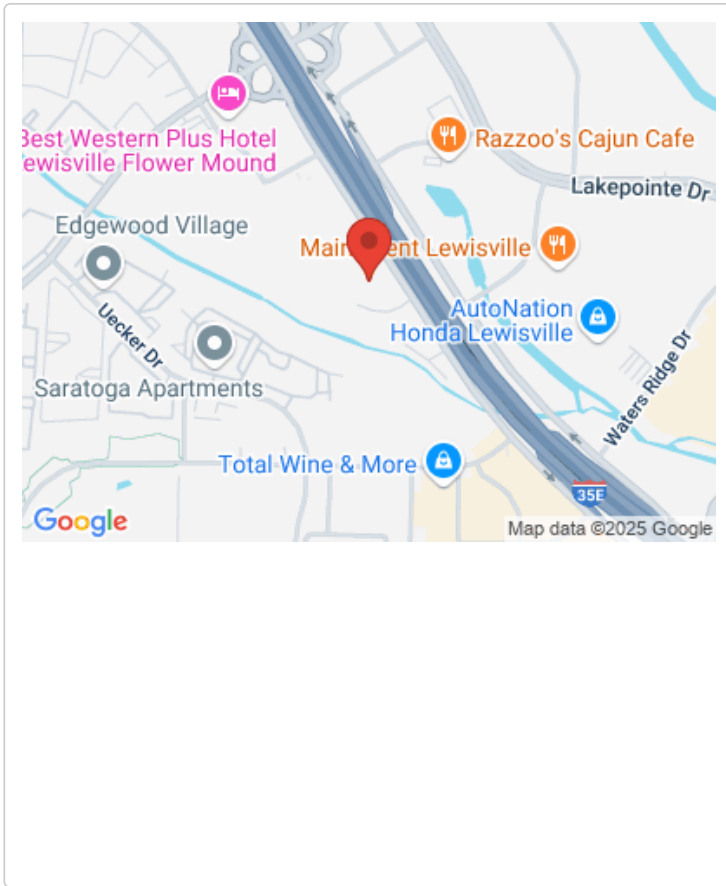 Best Western Plus Hotel
Lewisville Flower Mound
Razzoo's Cajun Cafe
Lakepointe Dr
Edgewood Village
Lewisville
AutoNation
Honda Lewisville
Uecker Dr
Saratoga Apartments
Waters Ridge Dr
Total Wine & More
35E
Google
Map data ©2025 Google